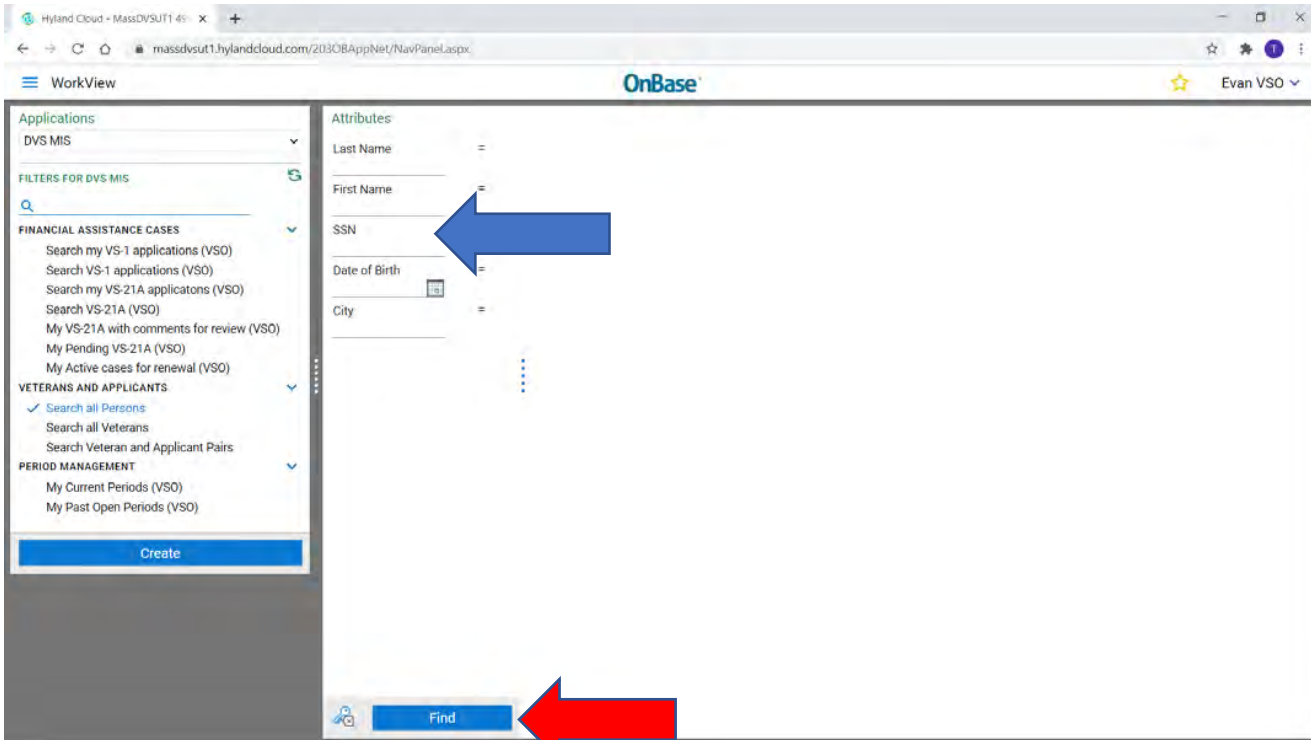 Hyland Cloud - MassDVSUT1 49
massdvsut1.hylandcloud.com/203OBAppNet/NavPanel.aspx
T
WorkView
OnBase
Evan VSO
Applications
DVS MIS
FILTERS FOR DVS MIS
FINANCIAL ASSISTANCE CASES
Search my VS-1 applications (VSO)
Search VS-1 applications (VSO)
Search my VS-21A applicatons (VSO)
Search VS-21A (VSO)
My VS-21A with comments for review (VSO)
My Pending VS-21A (VSO)
My Active cases for renewal (VSO)
VETERANS AND APPLICANTS
Search all Persons
Search all Veterans
Search Veteran and Applicant Pairs
PERIOD MANAGEMENT
My Current Periods (VSO)
My Past Open Periods (VSO)
Create
Attributes
Last Name =
First Name =
SSN
Date of Birth =
City =
Find